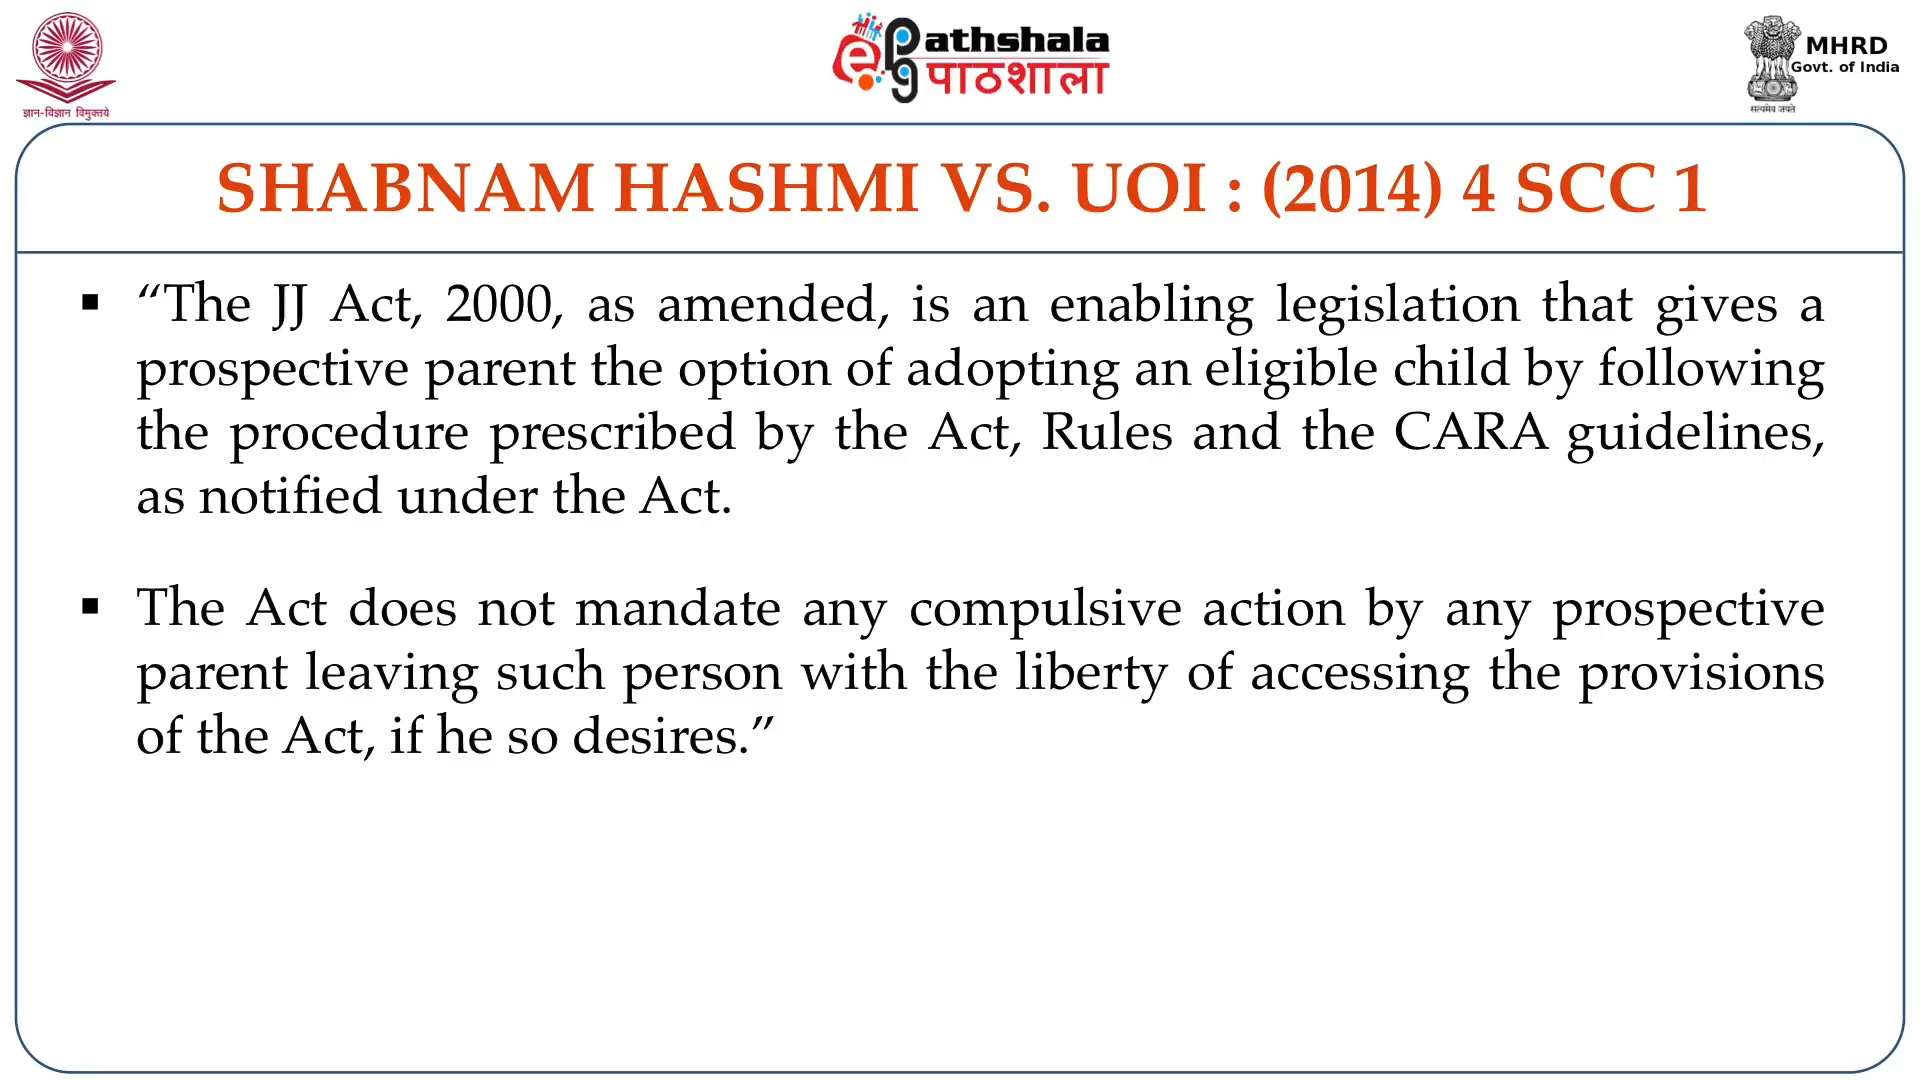 ज्ञान-विज्ञान विमुक्तये
ePg
athshala
पाठशाला
MHRD
Govt. of India
सत्यमेव जयते
SHABNAM HASHMI VS. UOI : (2014) 4 SCC 1
▪ “The JJ Act, 2000, as amended, is an enabling legislation that gives a
prospective parent the option of adopting an eligible child by following
the procedure prescribed by the Act, Rules and the CARA guidelines,
as notified under the Act.
▪ The Act does not mandate any compulsive action by any prospective
parent leaving such person with the liberty of accessing the provisions
of the Act, if he so desires.”